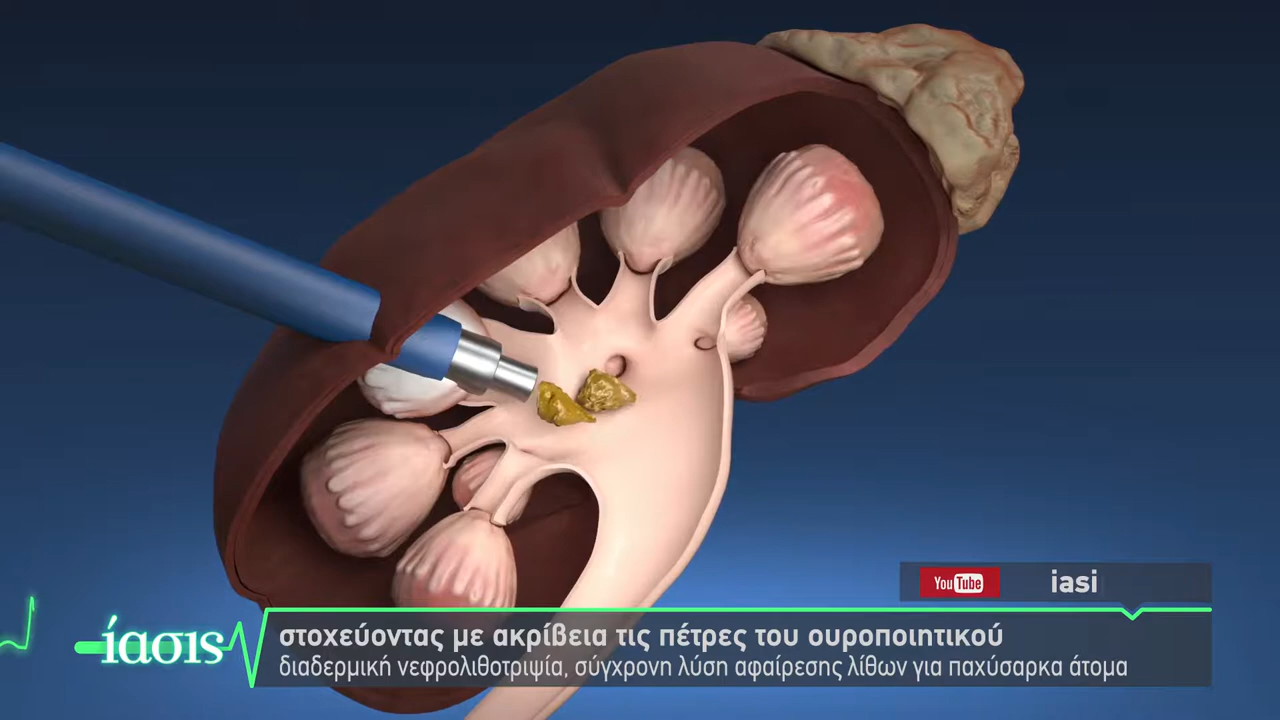 YouTube iasi
ίασις
στοχεύοντας με ακρίβεια τις πέτρες του ουροποιητικού
διαδερμική νεφρολιθοτριψία, σύγχρονη λύση αφαίρεσης λίθων για παχύσαρκα άτομα